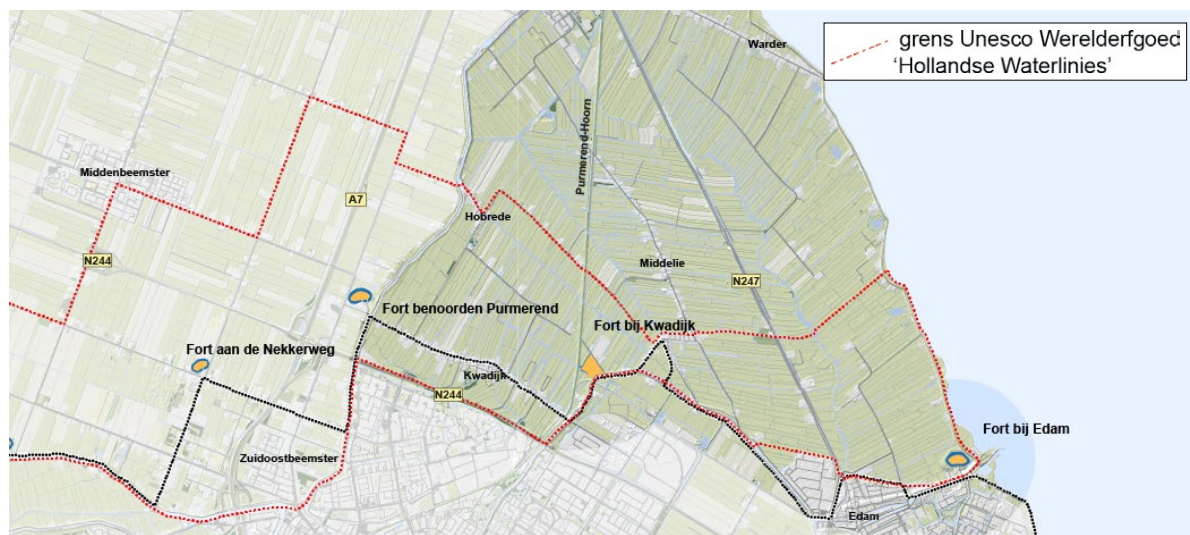 grens Unesco Werelderfgoed
‘Hollandse Waterlinies’
Warder
Purmerend-Hoorn
Middenbeemster
A7
Hobrede
N244
Middelie
N247
Fort benoorden Purmerend
Fort bij Kwadijk
Fort aan de Nekkerweg
Kwadijk
N244
Fort bij Edam
Zuidoostbeemster
Edam